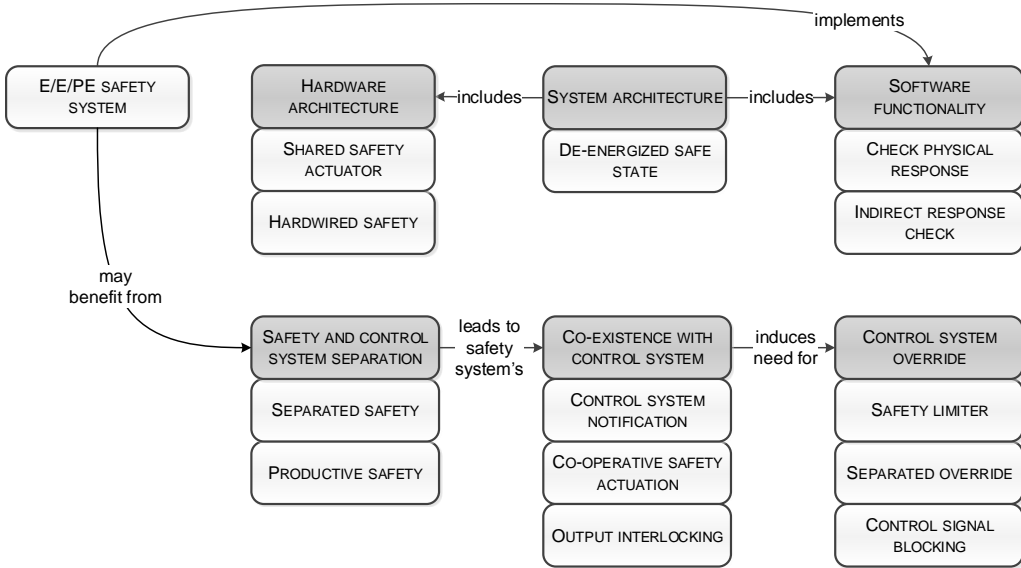 implements
E/E/PE SAFETY
SYSTEM
HARDWARE
ARCHITECTURE
includes
SYSTEM ARCHITECTURE
includes
SOFTWARE
FUNCTIONALITY
SHARED SAFETY
ACTUATOR
DE-ENERGIZED SAFE
STATE
CHECK PHYSICAL
RESPONSE
HARDWIRED SAFETY
INDIRECT RESPONSE
CHECK
may
benefit from
SAFETY AND CONTROL
SYSTEM SEPARATION
leads to
safety
system's
CO-EXISTENCE WITH
CONTROL SYSTEM
induces
need for
CONTROL SYSTEM
OVERRIDE
SEPARATED SAFETY
CONTROL SYSTEM
NOTIFICATION
SAFETY LIMITER
PRODUCTIVE SAFETY
CO-OPERATIVE SAFETY
ACTUATION
SEPARATED OVERRIDE
OUTPUT INTERLOCKING
CONTROL SIGNAL
BLOCKING